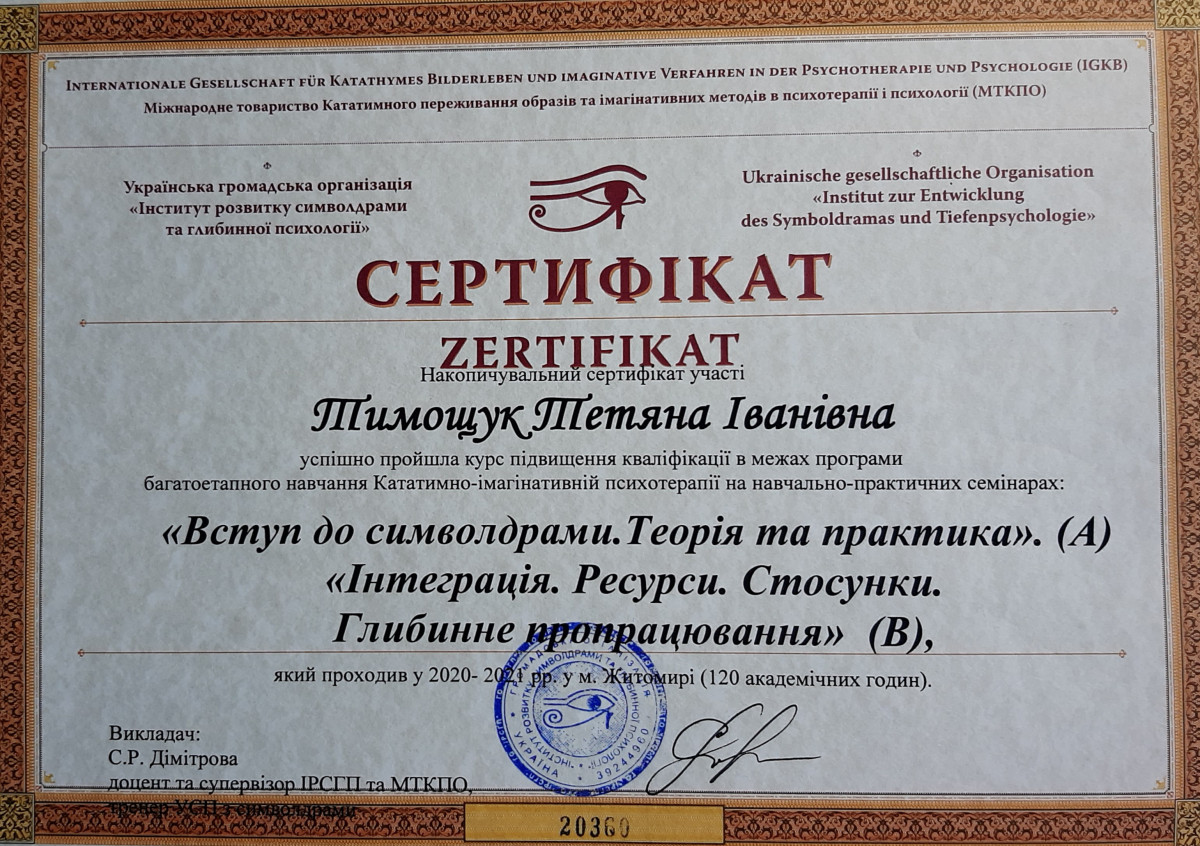 Internationale Gesellschaft für Katathymes Bilderleben und imaginative Verfahren in der Psychotherapie und Psychologie (IGKB)
Міжнародне товариство Кататимного переживання образів та імагінативних методів в психотерапії і психології (МТКПО)
Українська громадська організація
«Інститут розвитку символдрами
та глибинної психології»
Ukrainische gesellschaftliche Organisation
«Institut zur Entwicklung
des Symboldramas und Tiefenpsychologie»
СЕРТИФІКАТ
ZERTIFIKAT
Накопичувальний сертифікат участі
Тимощук Тетяна Іванівна
успішно пройшла курс підвищення кваліфікації в межах програми
багатоетапного навчання Кататимно-імагінативній психотерапії на навчально-практичних семінарах:
«Вступ до символдрами.Теорія та практика». (А)
«Інтеграція. Ресурси. Стосунки.
Глибинне пропрацювання» (В),
який проходив у 2020- 2021 рр. у м. Житомирі (120 академічних годин).
Викладач:
С.Р. Дімітрова
доцент та супервізор ІРСГП та МТКПО,
тренер УСП з символдрами
УКРАЇНА
39244960
20360